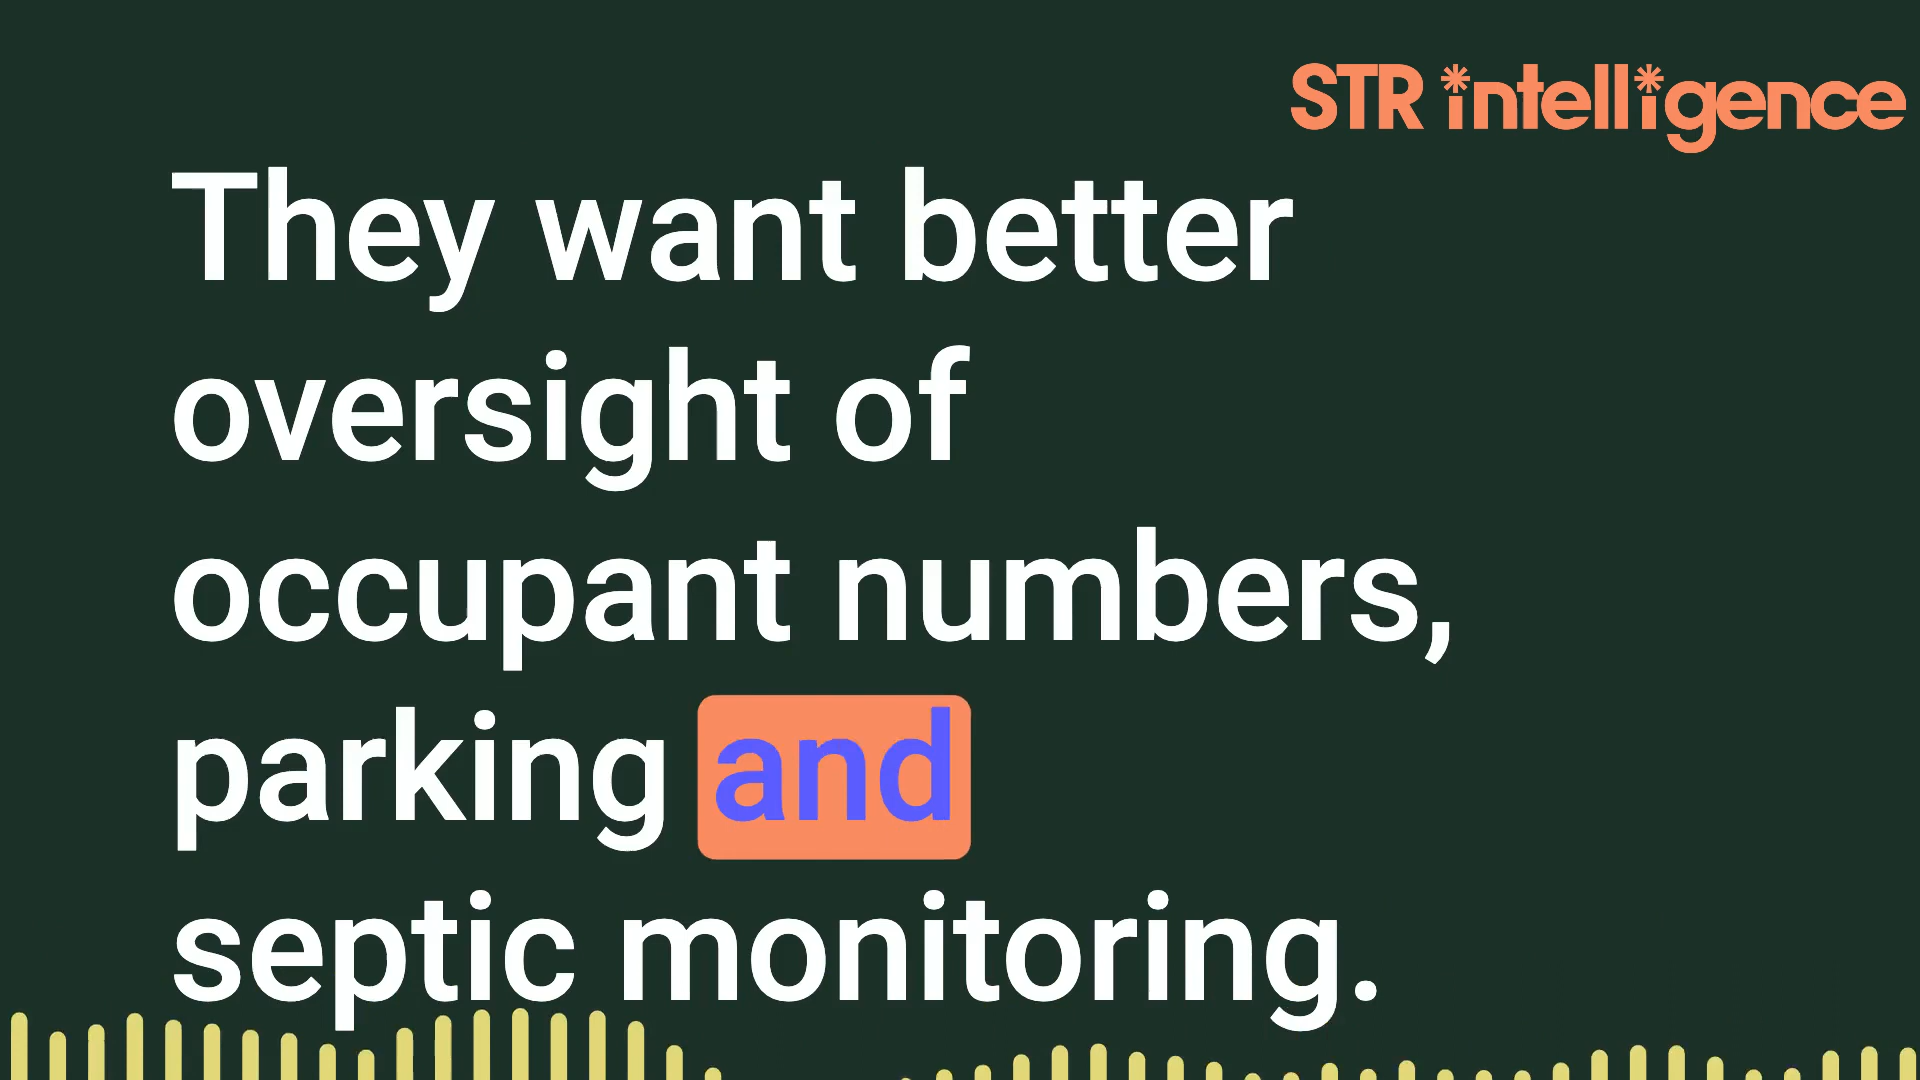 STR intelligence
They want better
oversight of
occupant numbers,
parking and
septic monitoring.